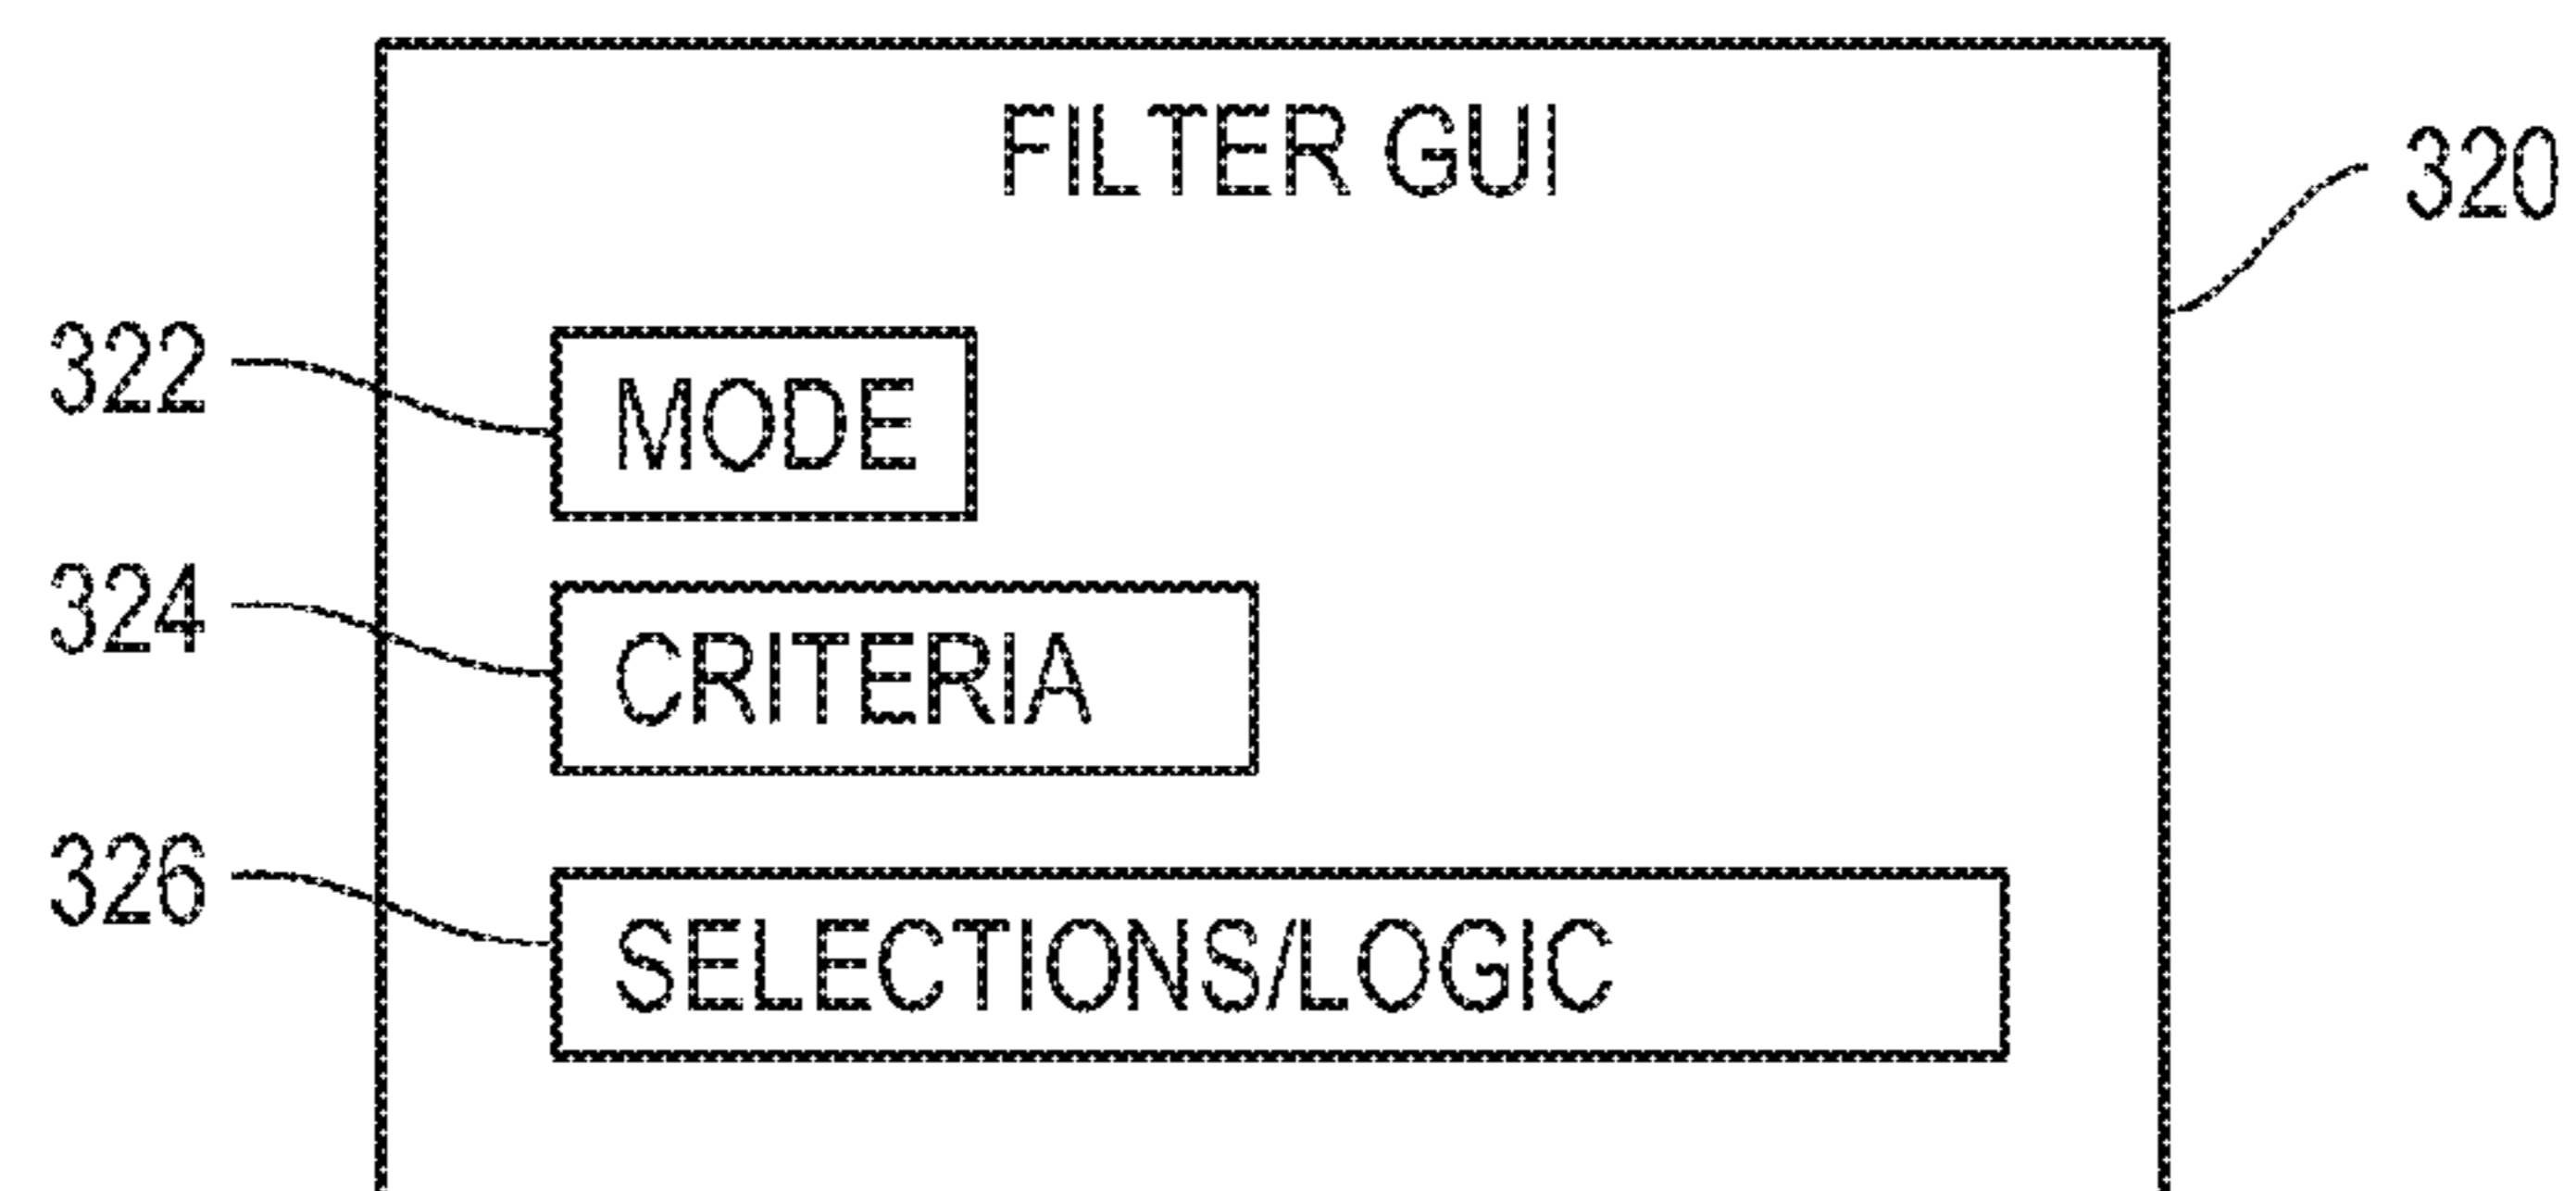 FILTER GUI
320
322
MODE
324
CRITERIA
326
SELECTIONS/LOGIC